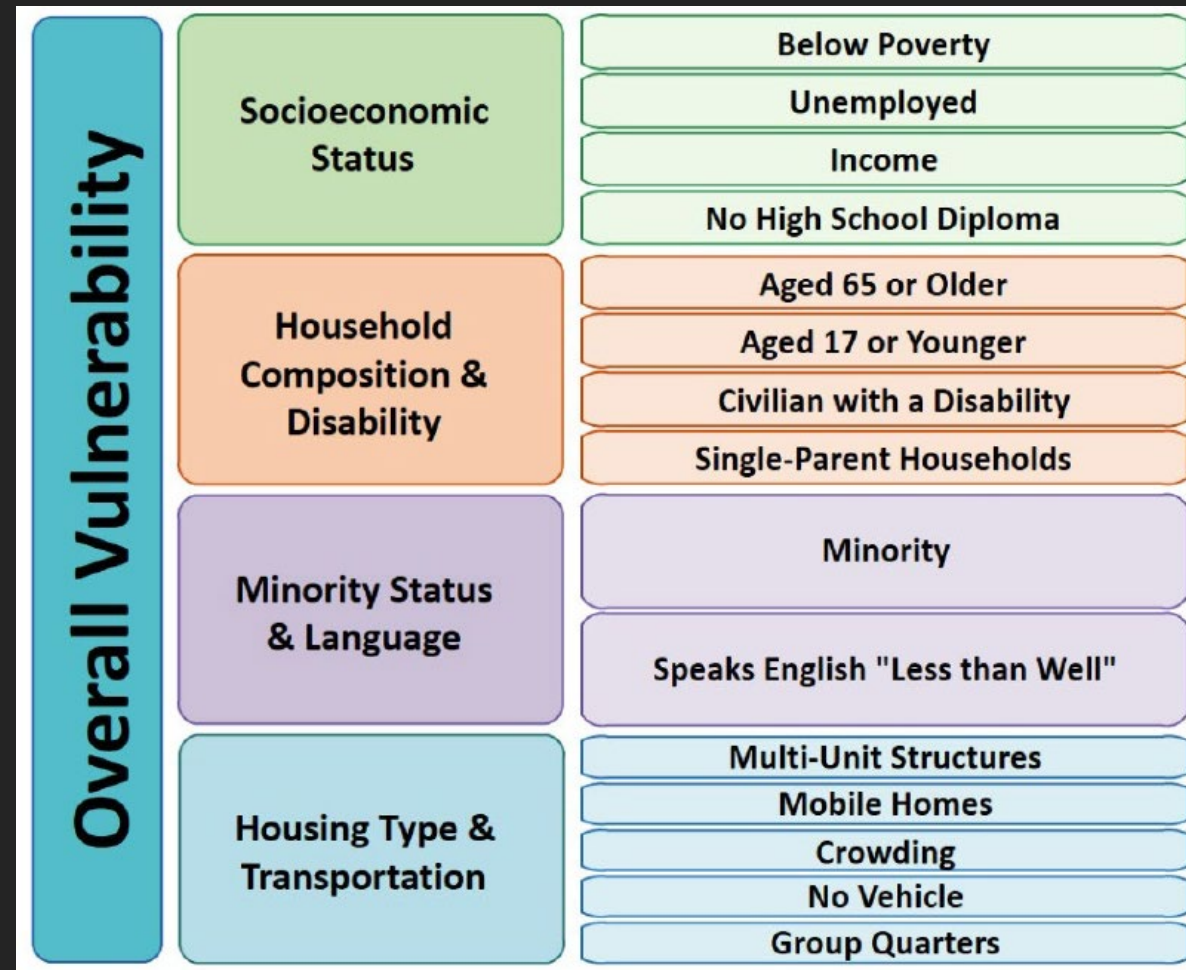 Overall Vulnerability
Socioeconomic
Status
Below Poverty
Unemployed
Income
No High School Diploma
Household
Composition &
Disability
Aged 65 or Older
Aged 17 or Younger
Civilian with a Disability
Single-Parent Households
Minority Status
& Language
Minority
Speaks English "Less than Well"
Housing Type &
Transportation
Multi-Unit Structures
Mobile Homes
Crowding
No Vehicle
Group Quarters